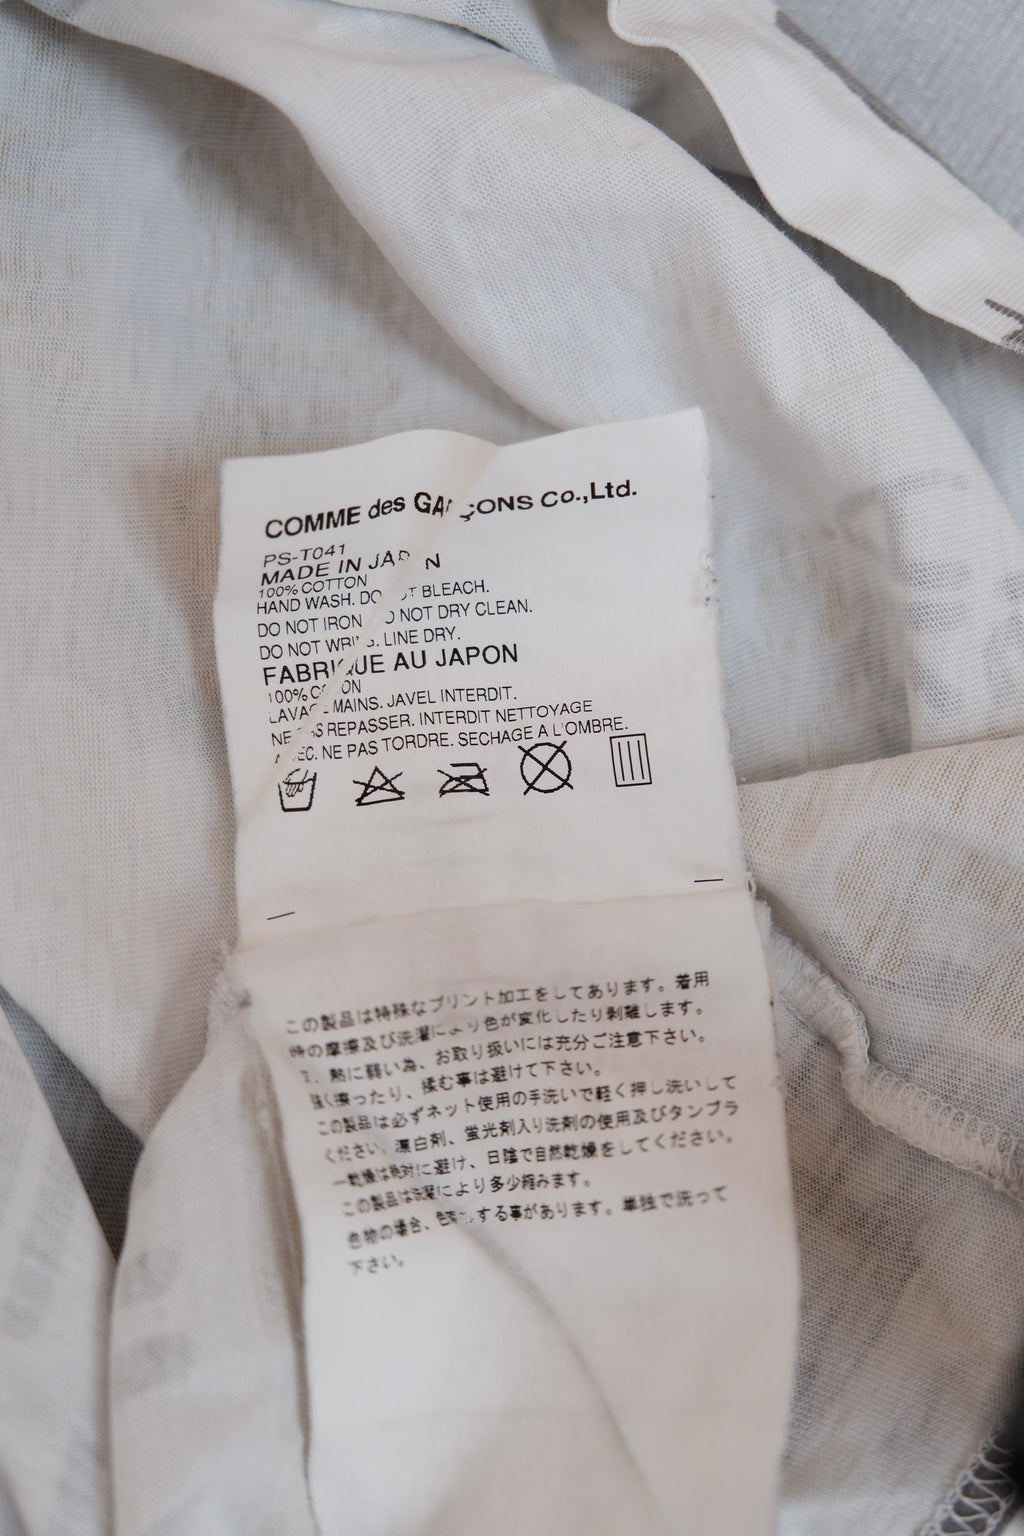 COMME des GARÇONS Co.,Ltd.
PS-T041
MADE IN JAPAN
100% COTTON
HAND WASH. DO NOT BLEACH.
DO NOT IRON. DO NOT DRY CLEAN.
DO NOT WRING. LINE DRY.
FABRIQUE AU JAPON
100% COTON
LAVAGE MAINS. JAVEL INTERDIT.
NE PAS REPASSER. INTERDIT NETTOYAGE
A SEC. NE PAS TORDRE. SECHAGE A L'OMBRE.
この製品は特殊なプリント加工をしてあります。着用
時の摩擦及び洗濯により色が変化したり剥離します。
又、熱に弱い為、お取り扱いには充分ご注意下さい。
強く擦ったり、揉む事は避けて下さい。
この製品は必ずネット使用の手洗いで軽く押し洗いして
ください。漂白剤、蛍光剤入り洗剤の使用及びタンブラ
ー乾燥は絶対に避け、日陰で自然乾燥をしてください。
この製品は洗濯により多少縮みます。
色物の場合、色落ちする事があります。単独で洗って
下さい。